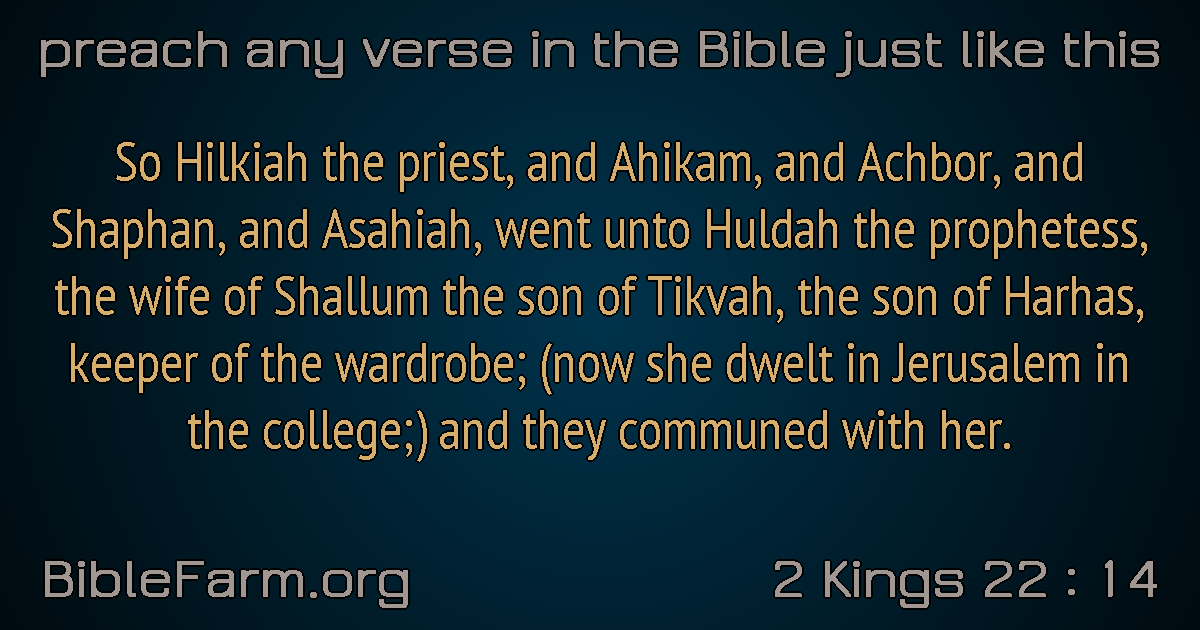 preach any verse in the Bible just like this
So Hilkiah the priest, and Ahikam, and Achbor, and
Shaphan, and Asahiah, went unto Huldah the prophetess,
the wife of Shallum the son of Tikvah, the son of Harhas,
keeper of the wardrobe; (now she dwelt in Jerusalem in
the college;) and they communed with her.
BibleFarm.org
2 Kings 22 : 14